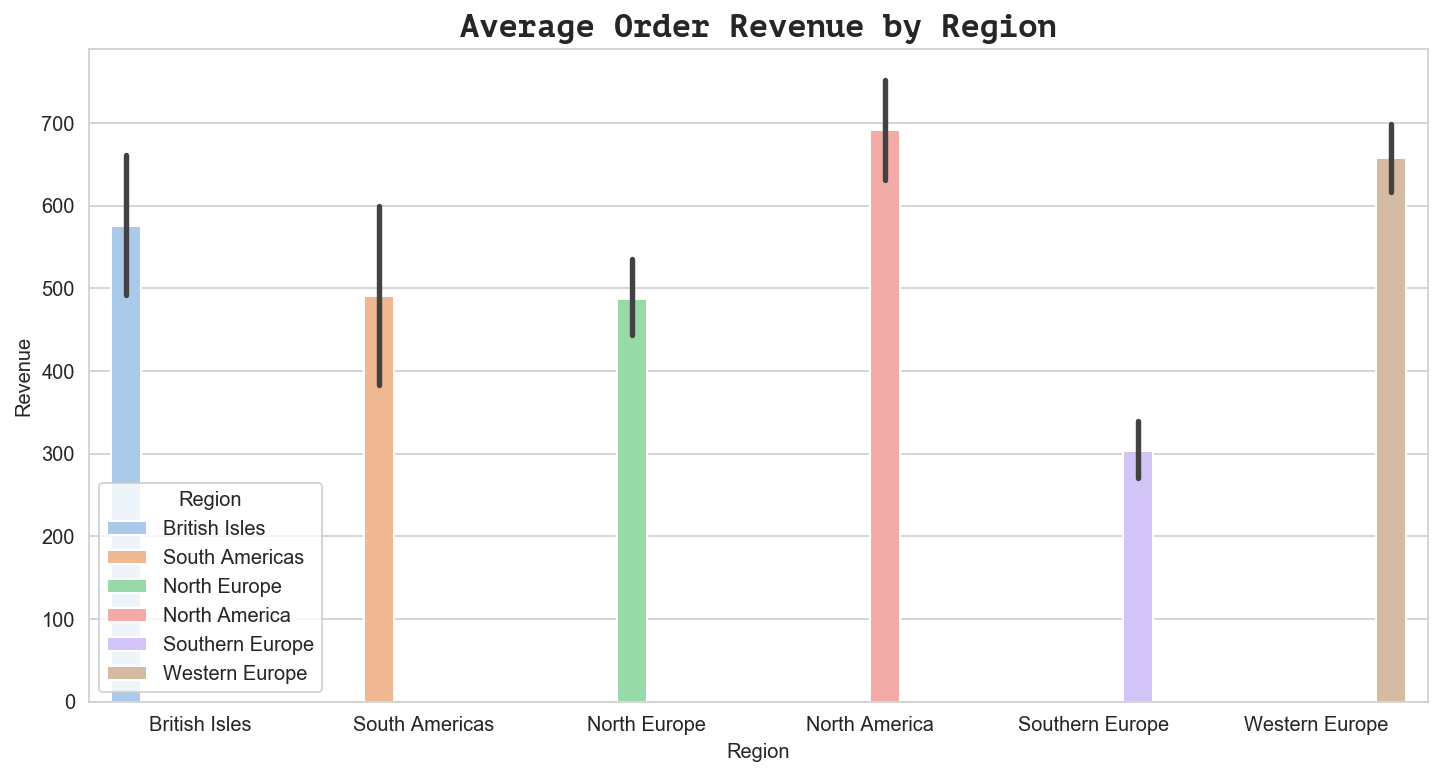 Average Order Revenue by Region
Revenue
700
600
500
400
300
200
100
0
Region
British Isles
South Americas
North Europe
North America
Southern Europe
Western Europe
British Isles South Americas North Europe North America Southern Europe Western Europe
Region